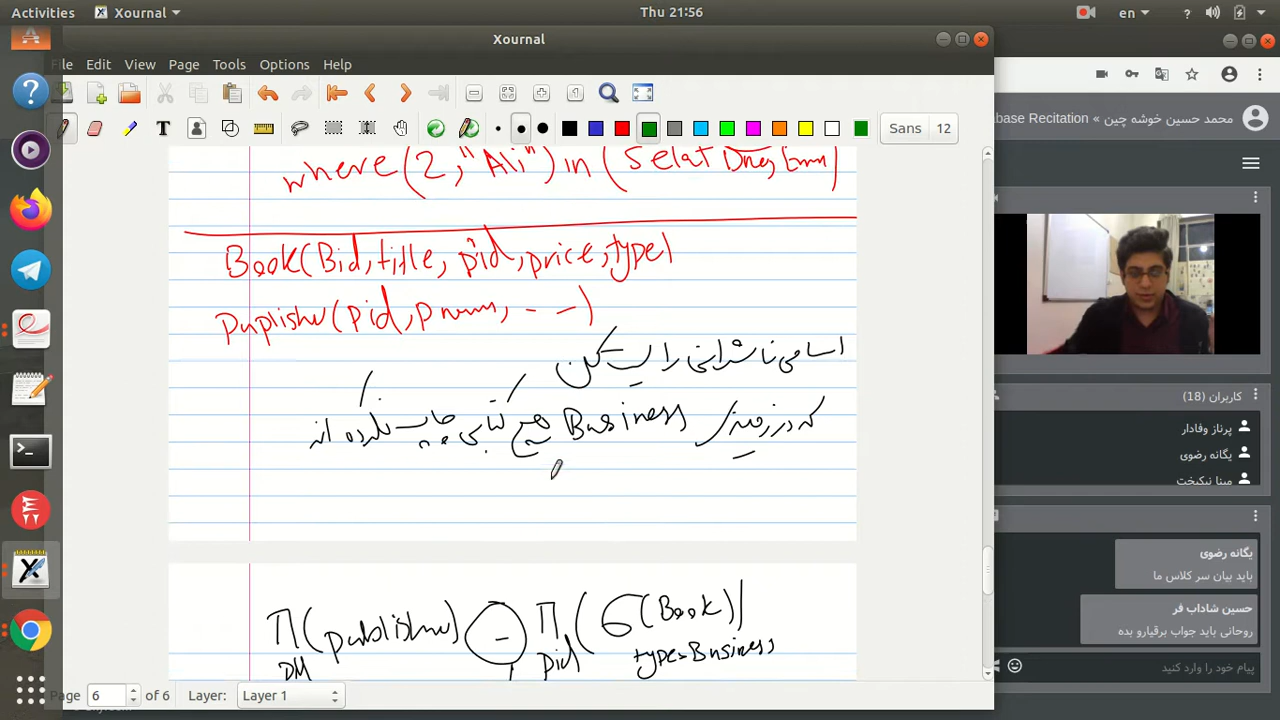 Activities
Xournal
Thu 21:56
en
Xournal
File Edit View Page Tools Options Help
Sans 12
where (2, "Ali") in (Select
Book(Bid, title, pid, price, type)
(pid, pname, - -)
اسامی ناشرانی را لیست کن
که در زمینه Business هیچ کتابی چاپ نکرده اند
Π(publisher) - Π pid (σ(Book))
type=Business
Page 6 of 6 Layer: Layer 1
base Recitation » محمد حسین خوشه چین
کاربران (18)
پرناز وفادار
یگانه رضوی
مینا نیکبخت
یگانه رضوی
باید بیان سر کلاس ما
حسین شاداب فر
روحانی باید جواب برقیارو بده
پیام خود را وارد کنید